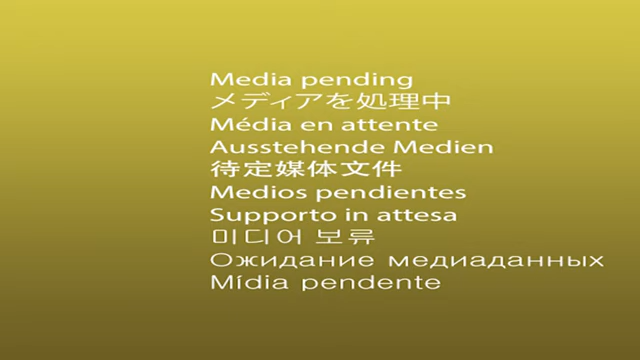 Media pending
メディアを処理中
Média en attente
Ausstehende Medien
待定媒体文件
Medios pendientes
Supporto in attesa
미디어 보류
Ожидание медиаданных
Mídia pendente